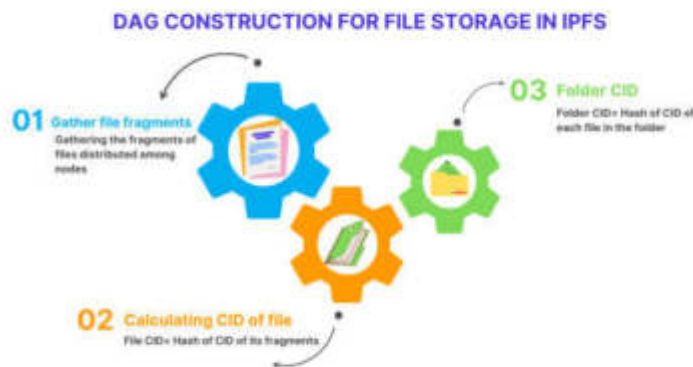 DAG CONSTRUCTION FOR FILE STORAGE IN IPFS
01 Gather file fragments
Gathering the fragments of
files distributed among
nodes
02 Calculating CID of file
File CID= Hash of CID of its fragments
03 Folder CID
Folder CID= Hash of CID of
each file in the folder